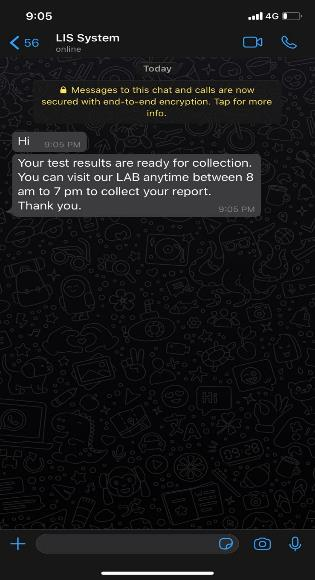 9:05
4G
56
LIS System
online
Today
Messages to this chat and calls are now
secured with end-to-end encryption. Tap for more
info.
Hi
9:05 PM
Your test results are ready for collection.
You can visit our LAB anytime between 8
am to 7 pm to collect your report.
Thank you.
9:05 PM